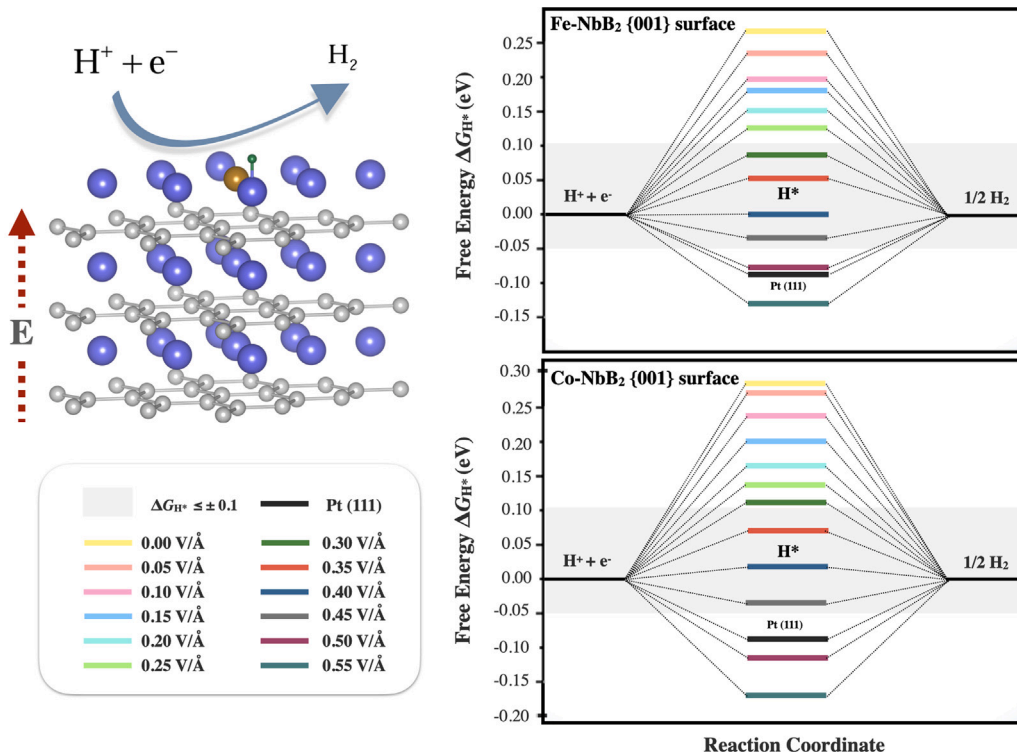 H⁺ + e⁻
H₂
E
ΔG_H* ≤ ± 0.1
Pt (111)
0.00 V/Å
0.30 V/Å
0.05 V/Å
0.35 V/Å
0.10 V/Å
0.40 V/Å
0.15 V/Å
0.45 V/Å
0.20 V/Å
0.50 V/Å
0.25 V/Å
0.55 V/Å
Fe-NbB₂ {001} surface
Free Energy ΔG_H* (eV)
0.25
0.20
0.15
0.10
0.05
0.00
-0.05
-0.10
-0.15
H⁺ + e⁻
H*
1/2 H₂
Pt (111)
Co-NbB₂ {001} surface
Free Energy ΔG_H* (eV)
0.30
0.25
0.20
0.15
0.10
0.05
0.00
-0.05
-0.10
-0.15
-0.20
H⁺ + e⁻
H*
1/2 H₂
Pt (111)
Reaction Coordinate